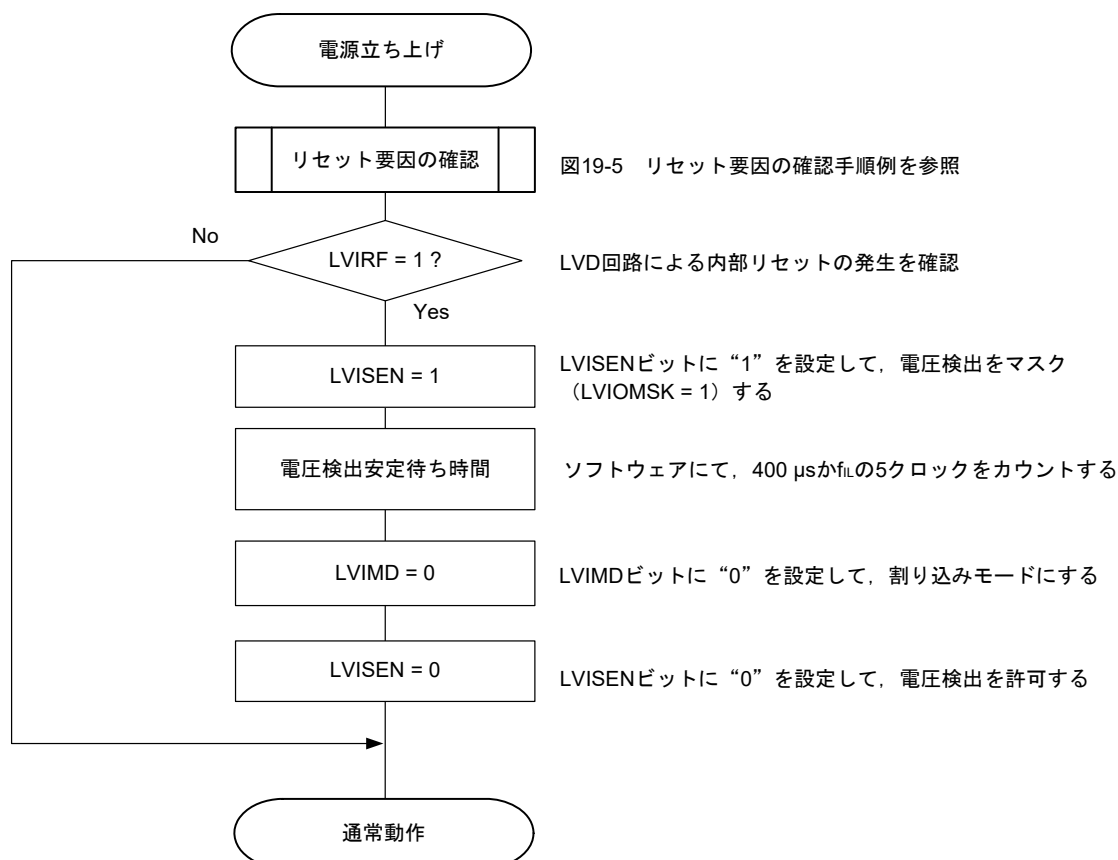 電源立ち上げ
リセット要因の確認
図19-5 リセット要因の確認手順例を参照
No
LVIRF = 1 ?
LVD回路による内部リセットの発生を確認
Yes
LVISEN = 1
LVISENビットに“1”を設定して，電圧検出をマスク
（LVIOMSK = 1）する
電圧検出安定待ち時間
ソフトウェアにて，400 μsかfILの5クロックをカウントする
LVIMD = 0
LVIMDビットに“0”を設定して，割り込みモードにする
LVISEN = 0
LVISENビットに“0”を設定して，電圧検出を許可する
通常動作